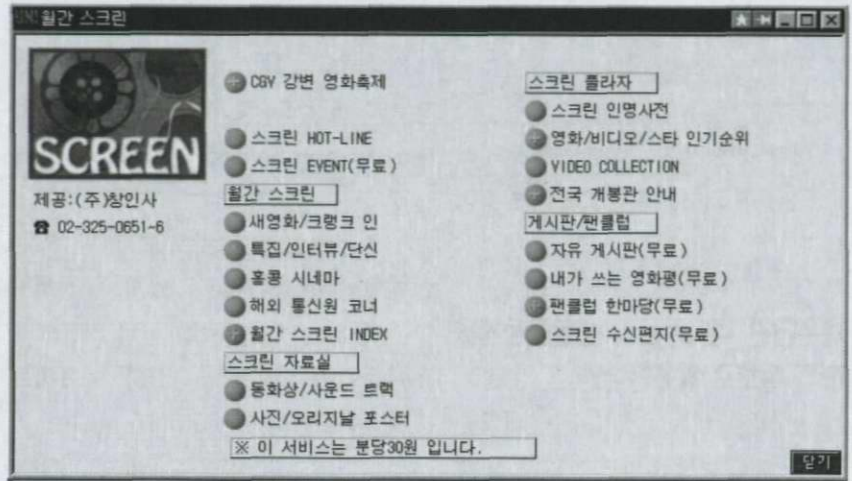 월간 스크린
SCREEN
제공:(주)창인사
☎ 02-325-0651~6
CGV 강변 영화축제
스크린 HOT-LINE
스크린 EVENT(무료)
월간 스크린
새영화/크랭크 인
특집/인터뷰/단신
홍콩 시네마
해외 통신원 코너
월간 스크린 INDEX
스크린 자료실
동화상/사운드 트랙
사진/오리지날 포스터
※ 이 서비스는 분당30원 입니다.
스크린 플라자
스크린 인명사전
영화/비디오/스타 인기순위
VIDEO COLLECTION
전국 개봉관 안내
게시판/팬클럽
자유 게시판(무료)
내가 쓰는 영화평(무료)
팬클럽 한마당(무료)
스크린 수신편지(무료)
닫기